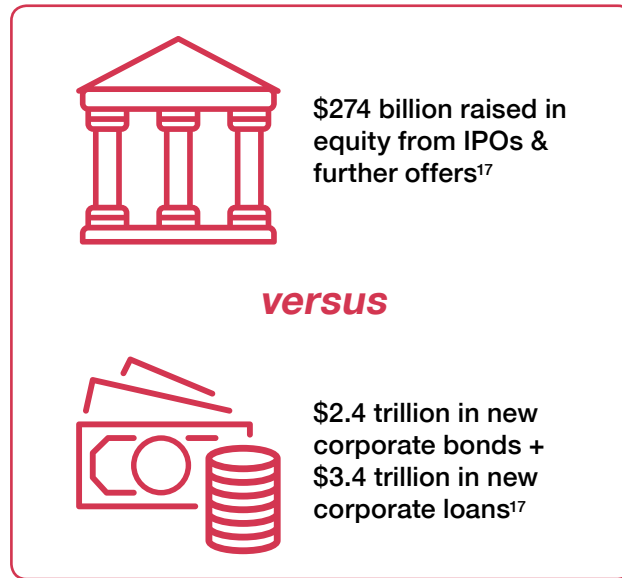 $274 billion raised in
equity from IPOs &
further offers¹⁷
versus
$2.4 trillion in new
corporate bonds +
$3.4 trillion in new
corporate loans¹⁷